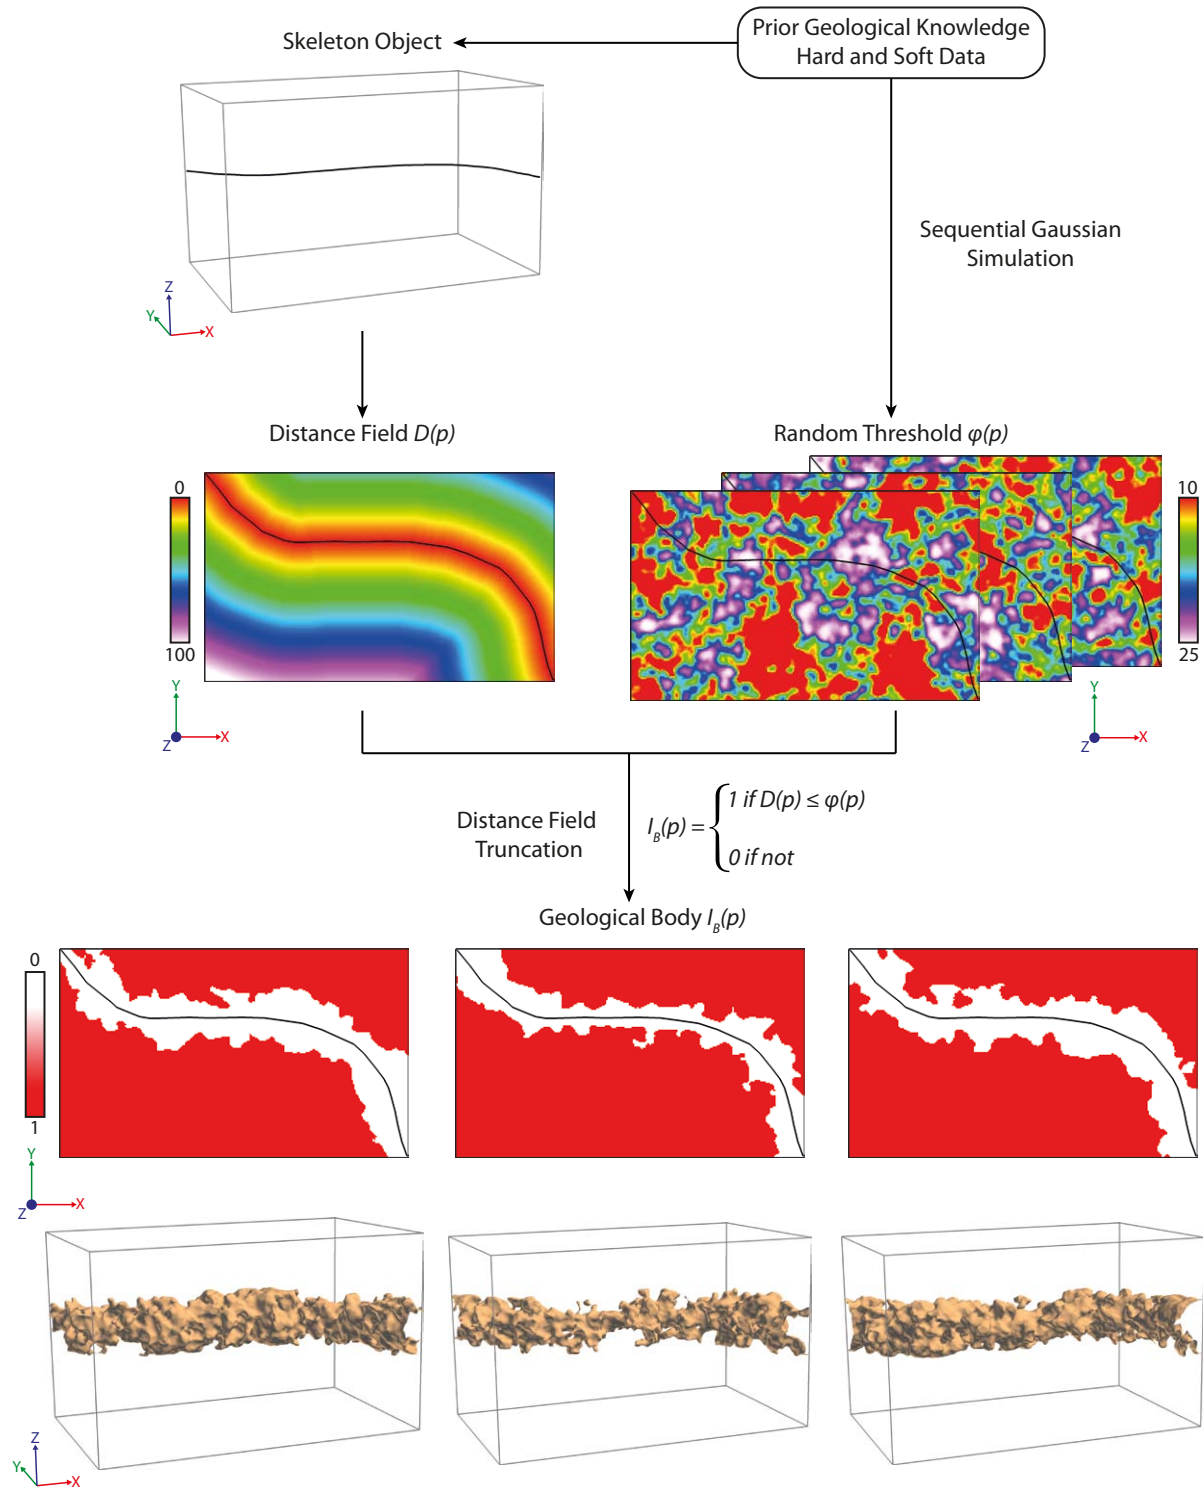 Prior Geological Knowledge
Hard and Soft Data
Skeleton Object
Sequential Gaussian
Simulation
Z
Y
X
Distance Field D(p)
Random Threshold φ(p)
0
100
10
25
Y
Z
X
Y
Z
X
Distance Field
Truncation
I_B(p) = { 1 if D(p) ≤ φ(p)
0 if not
Geological Body I_B(p)
0
1
Y
Z
X
Z
Y
X